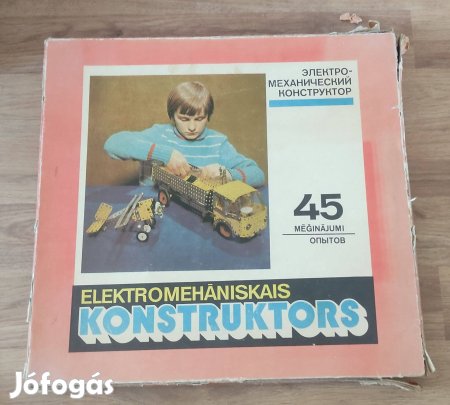 ЭЛЕКТРО-
МЕХАНИЧЕСКИЙ
КОНСТРУКТОР
45
MĒĢINĀJUMI
ОПЫТОВ
ELEKTROMEHĀNISKAIS
KONSTRUKTORS
Jófogás